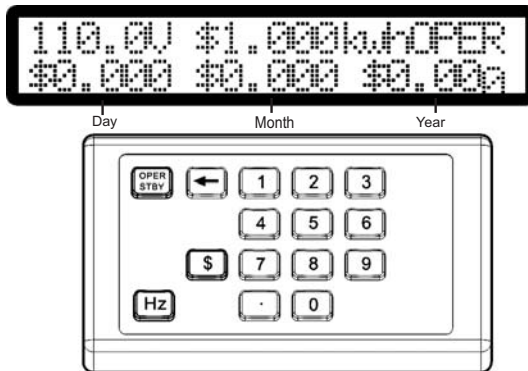 110.0V $1.000kwhOPER
$0.000 $0.000 $0.000
Day Month Year
OPER STBY ← 1 2 3
4 5 6
$ 7 8 9
Hz . 0